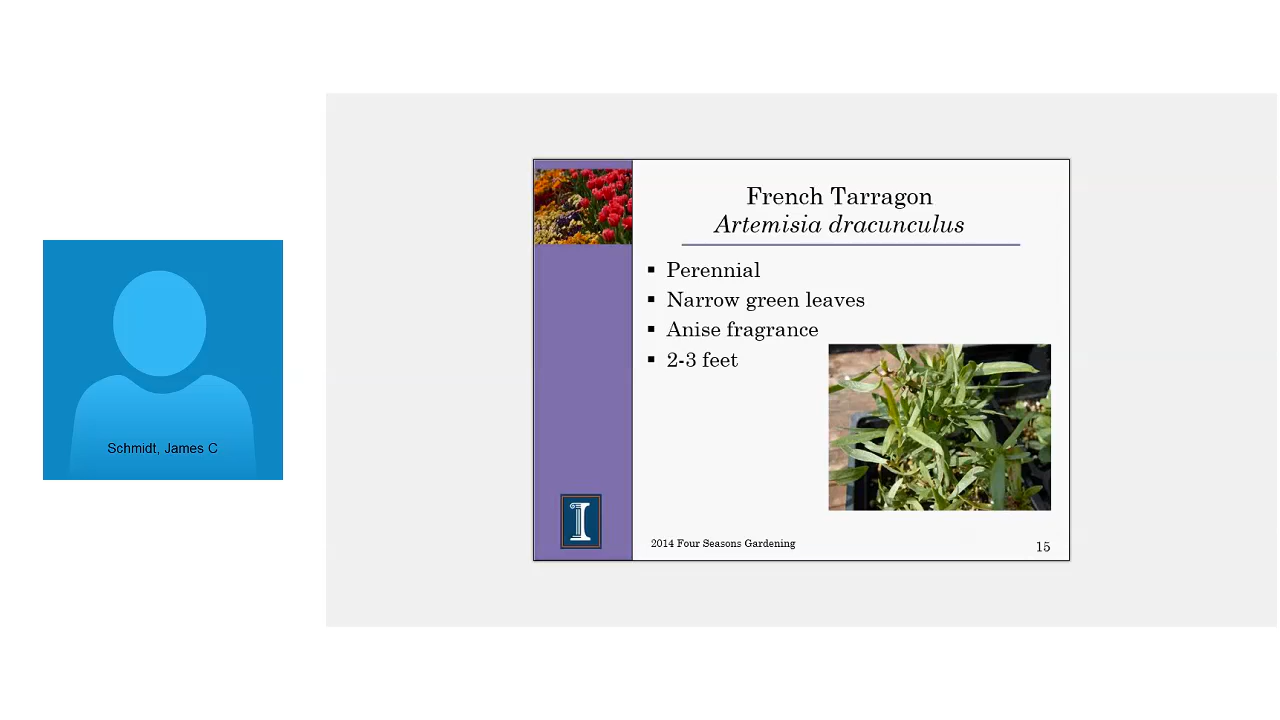 Schmidt, James C
French Tarragon
Artemisia dracunculus
▪ Perennial
▪ Narrow green leaves
▪ Anise fragrance
▪ 2-3 feet
I
2014 Four Seasons Gardening
15